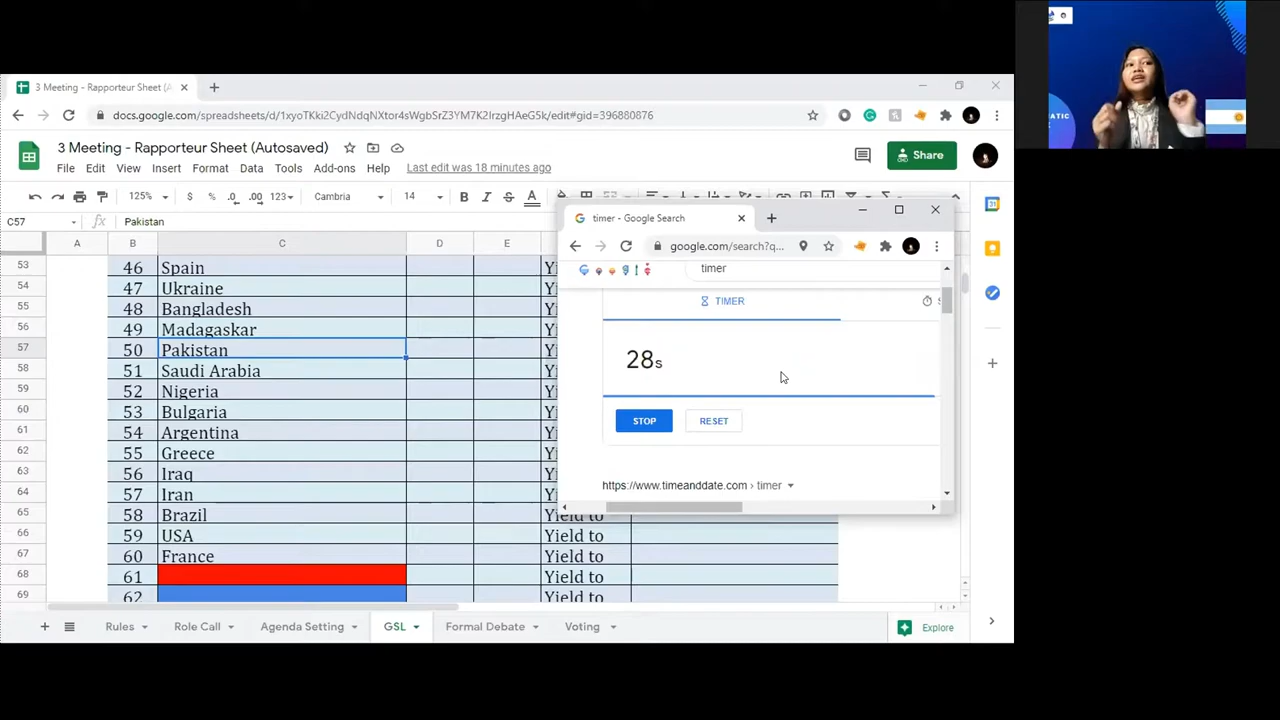 3 Meeting - Rapporteur Sheet (A
docs.google.com/spreadsheets/d/1xyoTKki2CydNdqNXtor4sWgbSrZ3YM7K2IrzgHAeG5k/edit#gid=396880876
3 Meeting - Rapporteur Sheet (Autosaved)
File Edit View Insert Format Data Tools Add-ons Help Last edit was 18 minutes ago
Share
125% $ % .0 .00 123 Cambria 14 B I S A
C57 fx Pakistan
A B C D E
53 46 Spain
54 47 Ukraine
55 48 Bangladesh
56 49 Madagaskar
57 50 Pakistan
58 51 Saudi Arabia
59 52 Nigeria
60 53 Bulgaria
61 54 Argentina
62 55 Greece
63 56 Iraq
64 57 Iran
65 58 Brazil Yield to
66 59 USA Yield to
67 60 France Yield to
68 61 Yield to
69 62 Yield to
Rules Role Call Agenda Setting GSL Formal Debate Voting Explore
timer - Google Search
google.com/search?q...
timer
TIMER
28s
STOP RESET
https://www.timeanddate.com › timer
31